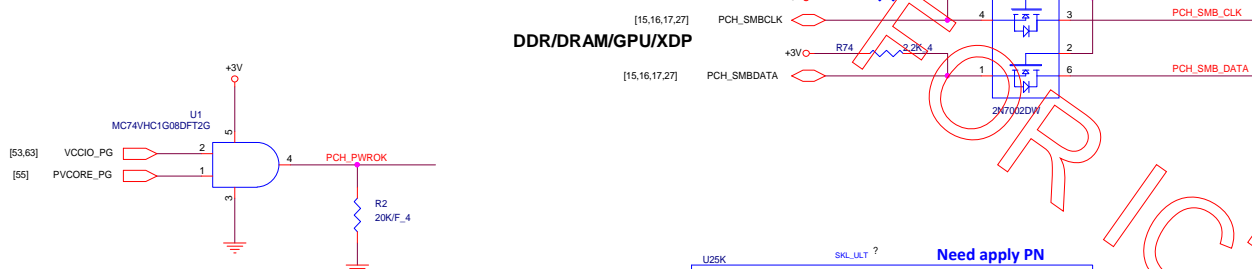 [15,16,17,27] PCH_SMBCLK 4 3 PCH_SMB_CLK
DDR/DRAM/GPU/XDP
+3V R74 2.2K_4 2
[15,16,17,27] PCH_SMBDATA 1 6 PCH_SMB_DATA
2N7002DW
+3V
U1
MC74VHC1G08DFT2G
5
[53,63] VCCIO_PG 2
4 PCH_PWROK
[55] PVCORE_PG 1
3
R2
20K/F_4
FOR IC
U25K SKL_ULT ? Need apply PN